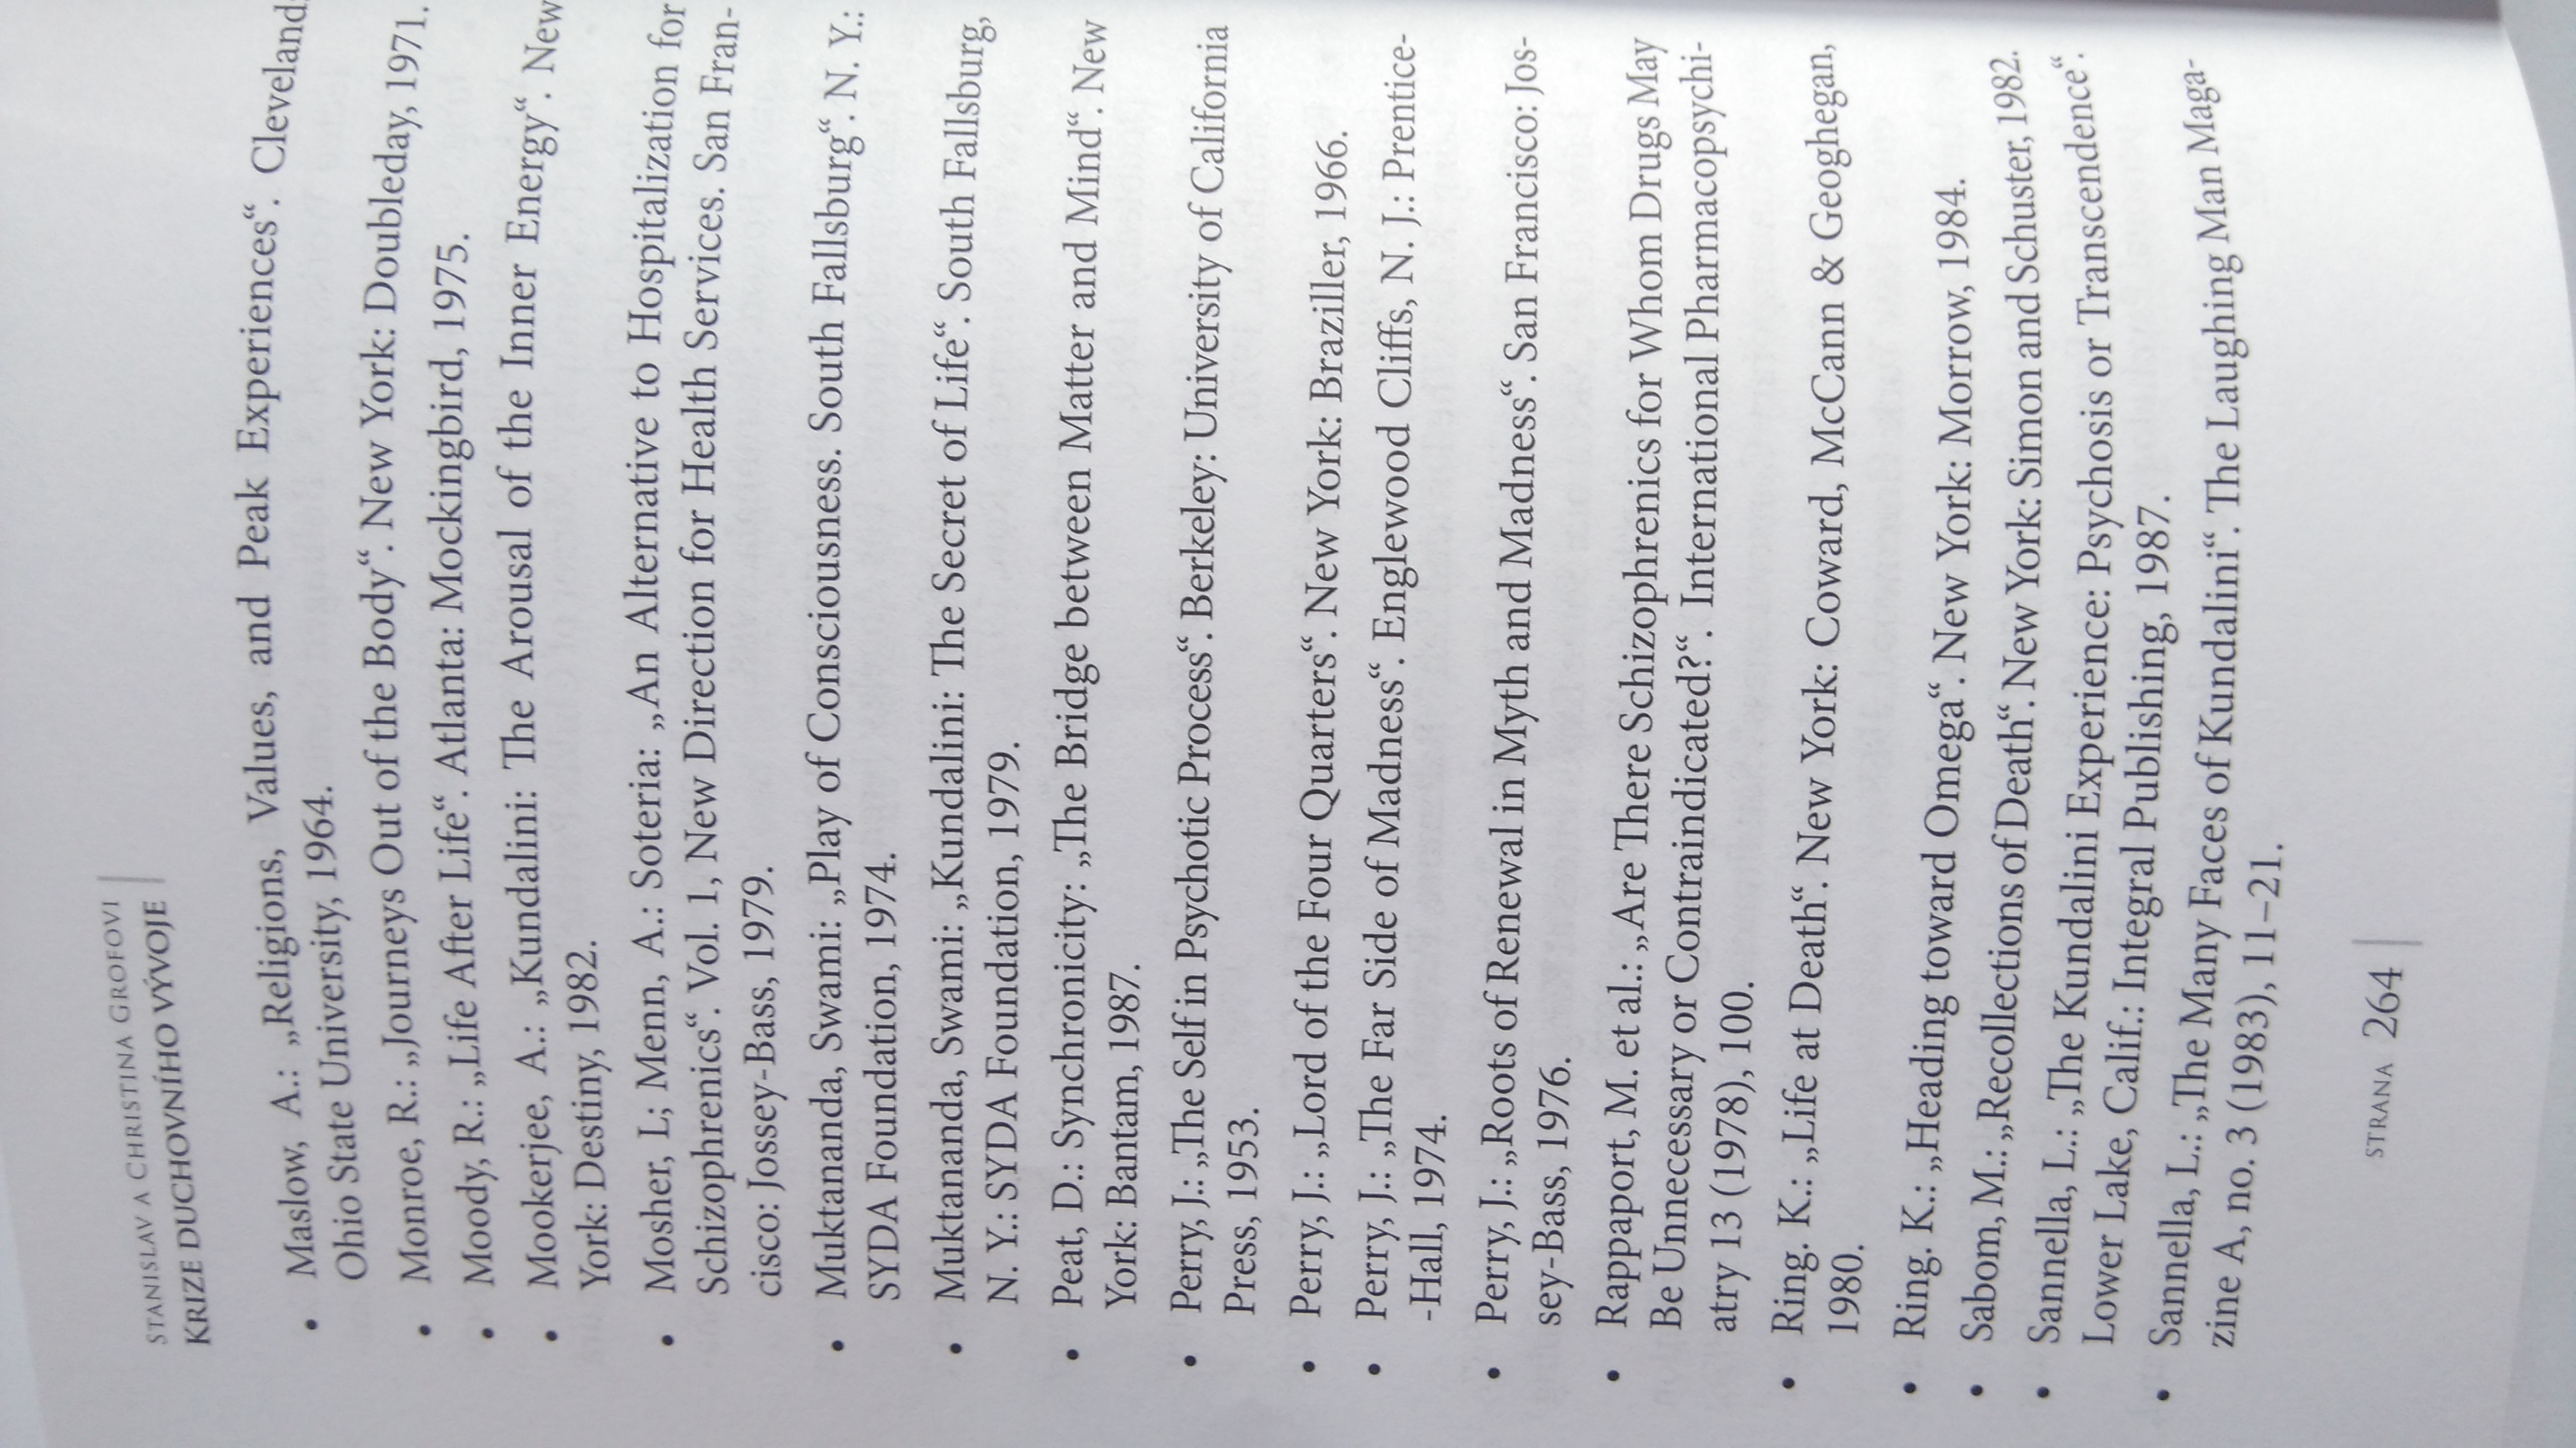 STANISLAV A CHRISTINA GROFOVI
KRIZE DUCHOVNÍHO VÝVOJE
• Maslow, A.: „Religions, Values, and Peak Experiences“. Cleveland:
Ohio State University, 1964.
• Monroe, R.: „Journeys Out of the Body“. New York: Doubleday, 1971.
• Moody, R.: „Life After Life“. Atlanta: Mockingbird, 1975.
• Mookerjee, A.: „Kundalini: The Arousal of the Inner Energy“. New
York: Destiny, 1982.
• Mosher, L; Menn, A.: Soteria: „An Alternative to Hospitalization for
Schizophrenics“. Vol. 1, New Direction for Health Services. San Fran-
cisco: Jossey-Bass, 1979.
• Muktananda, Swami: „Play of Consciousness. South Fallsburg“. N. Y.:
SYDA Foundation, 1974.
• Muktananda, Swami: „Kundalini: The Secret of Life“. South Fallsburg,
N. Y.: SYDA Foundation, 1979.
• Peat, D.: Synchronicity: „The Bridge between Matter and Mind“. New
York: Bantam, 1987.
• Perry, J.: „The Self in Psychotic Process“. Berkeley: University of California
Press, 1953.
• Perry, J.: „Lord of the Four Quarters“. New York: Braziller, 1966.
• Perry, J.: „The Far Side of Madness“. Englewood Cliffs, N. J.: Prentice-
-Hall, 1974.
• Perry, J.: „Roots of Renewal in Myth and Madness“. San Francisco: Jos-
sey-Bass, 1976.
• Rappaport, M. et al.: „Are There Schizophrenics for Whom Drugs May
Be Unnecessary or Contraindicated?“. International Pharmacopsychi-
atry 13 (1978), 100.
• Ring. K.: „Life at Death“. New York: Coward, McCann & Geoghegan,
1980.
• Ring. K.: „Heading toward Omega“. New York: Morrow, 1984.
• Sabom, M.: „Recollections of Death“. New York: Simon and Schuster, 1982.
• Sannella, L.: „The Kundalini Experience: Psychosis or Transcendence“.
Lower Lake, Calif.: Integral Publishing, 1987.
• Sannella, L.: „The Many Faces of Kundalini“. The Laughing Man Maga-
zine A, no. 3 (1983), 11–21.
STRANA 264